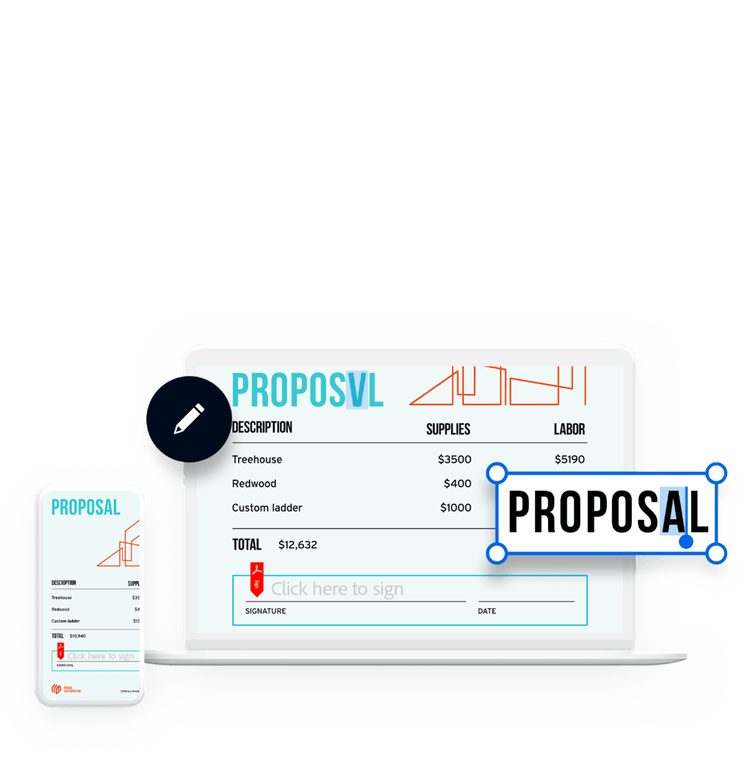 PROPOSVL
DESCRIPTION SUPPLIES LABOR
Treehouse $3500 $5190
Redwood $400
Custom ladder $1000
TOTAL $12,632
Click here to sign
SIGNATURE DATE
PROPOSAL
PROPOSAL
DESCRIPTION
Treehouse
Redwood
Custom ladder
TOTAL $10,940
Click here to sign
SIGNATURE